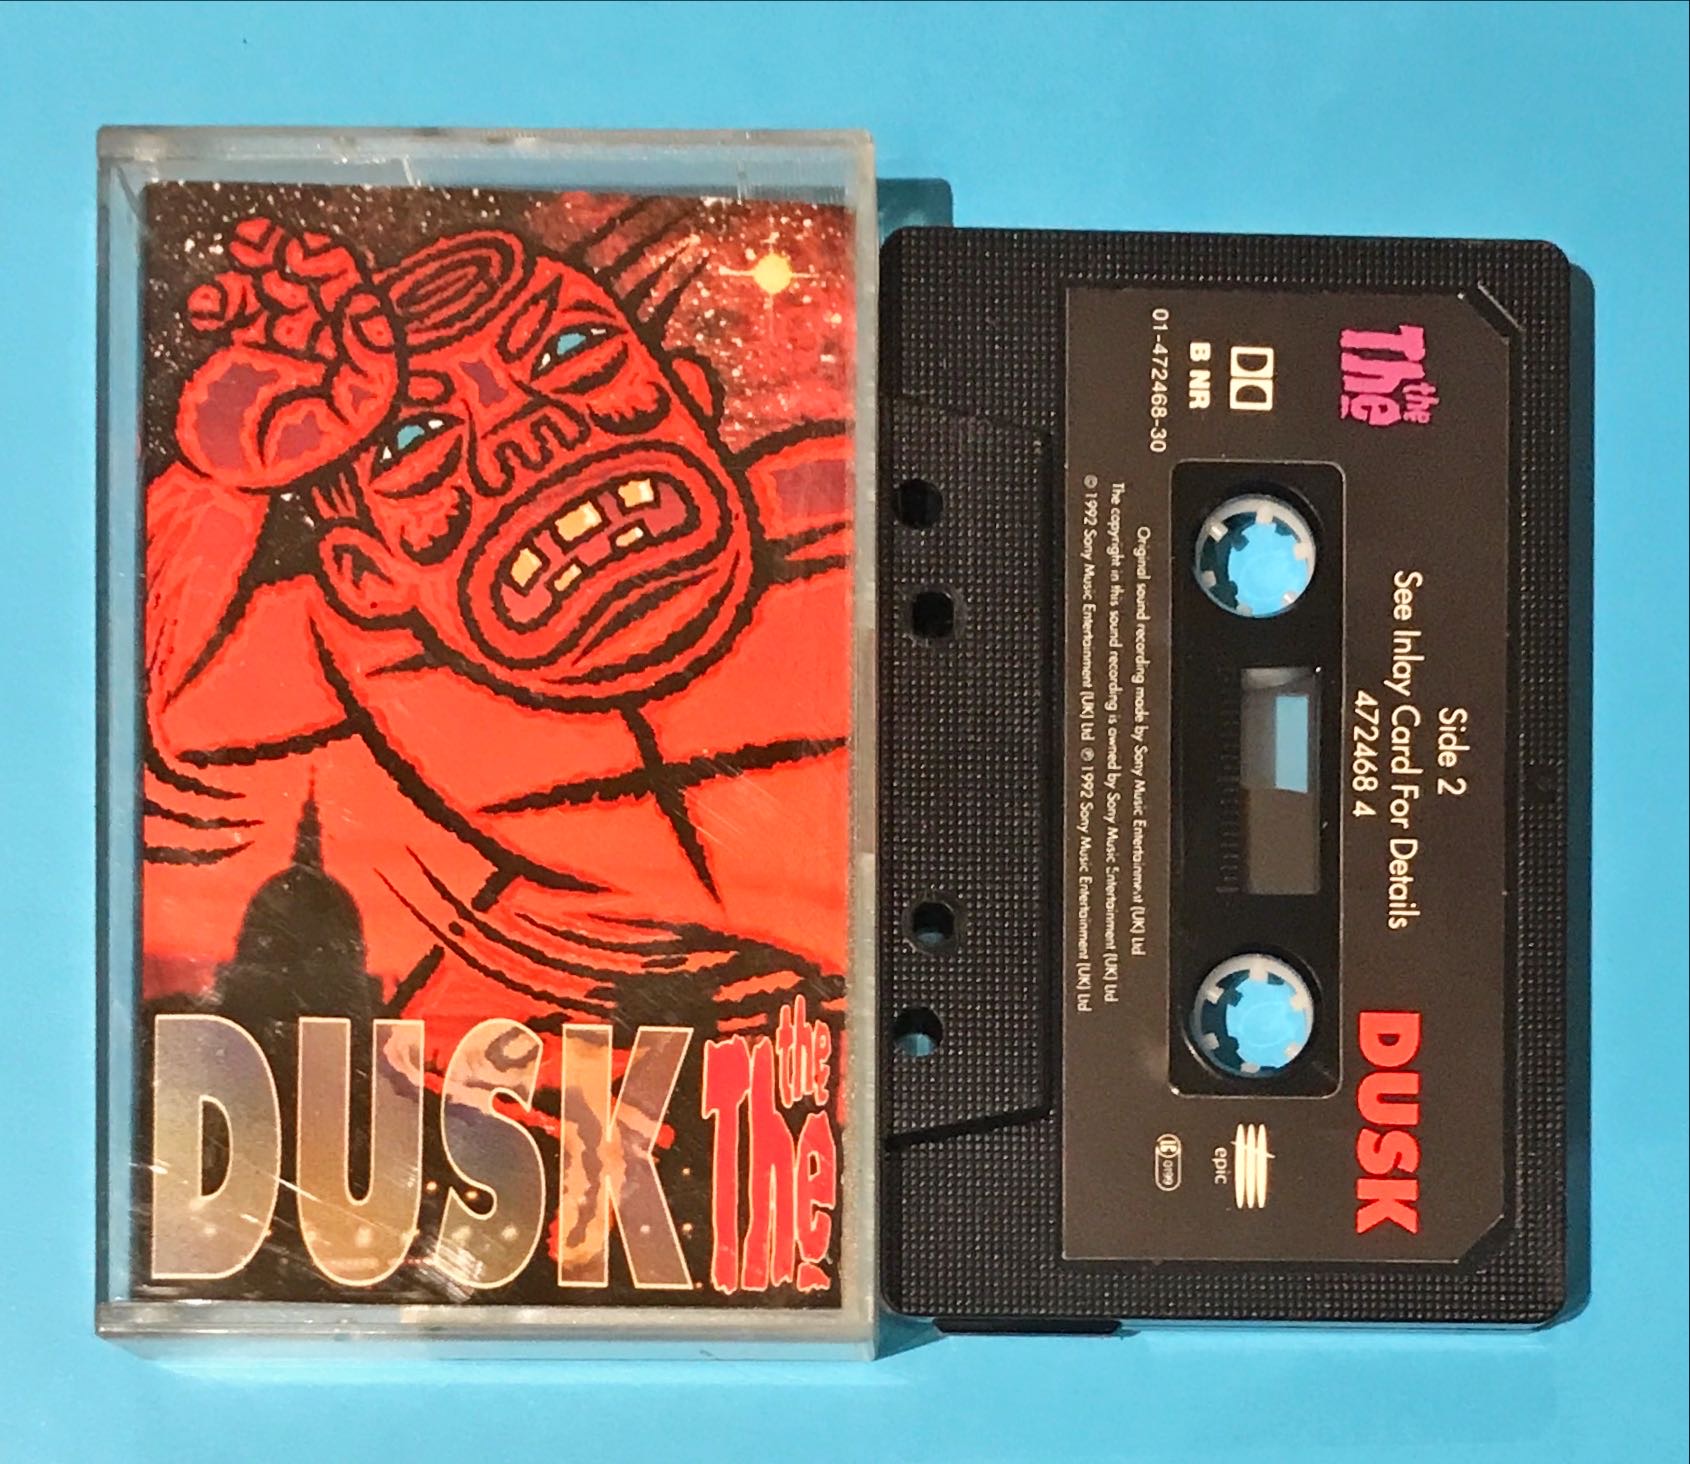 DUSK
the
The
the
The
Side 2
See Inlay Card For Details
472468 4
DUSK
B NR
01-472468-30
epic
Original sound recording made by Sony Music Entertainment (UK) Ltd
The copyright in this sound recording is owned by Sony Music Entertainment (UK) Ltd
© 1992 Sony Music Entertainment (UK) Ltd ℗ 1992 Sony Music Entertainment (UK) Ltd
LC 0199